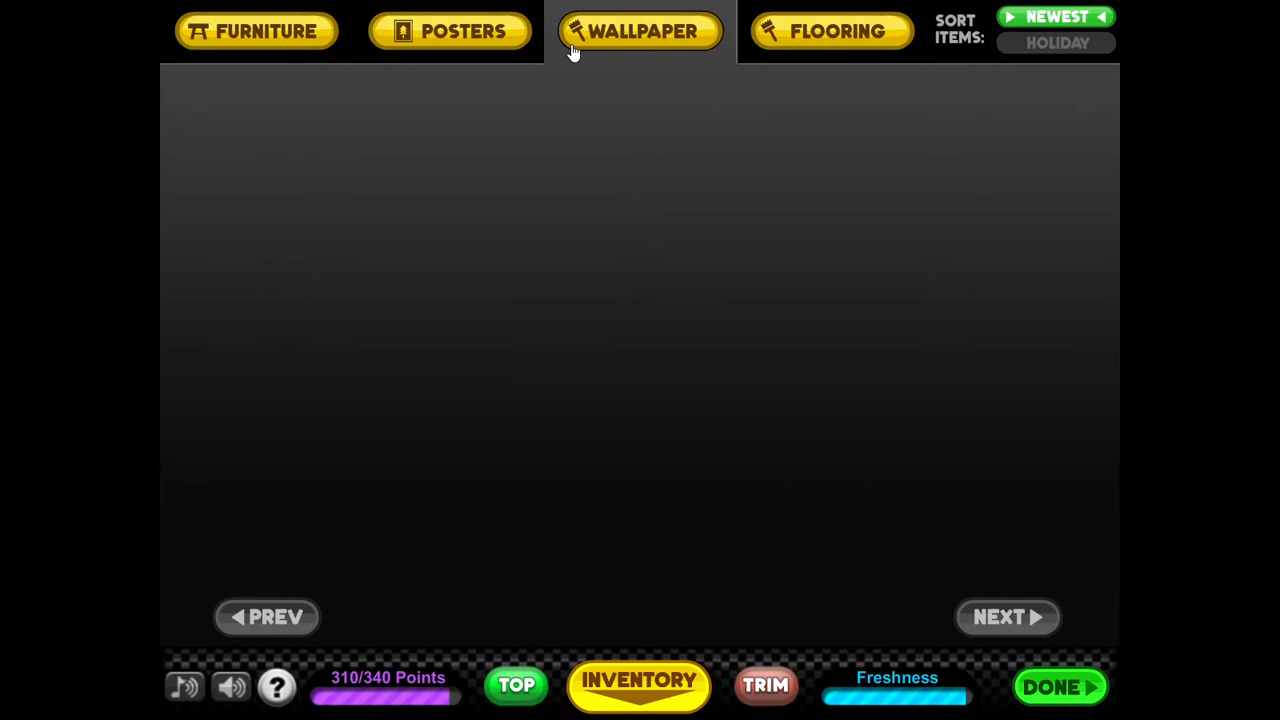 FURNITURE
POSTERS
WALLPAPER
FLOORING
SORT
ITEMS:
NEWEST
HOLIDAY
PREV
NEXT
310/340 Points
TOP
INVENTORY
TRIM
Freshness
DONE
?